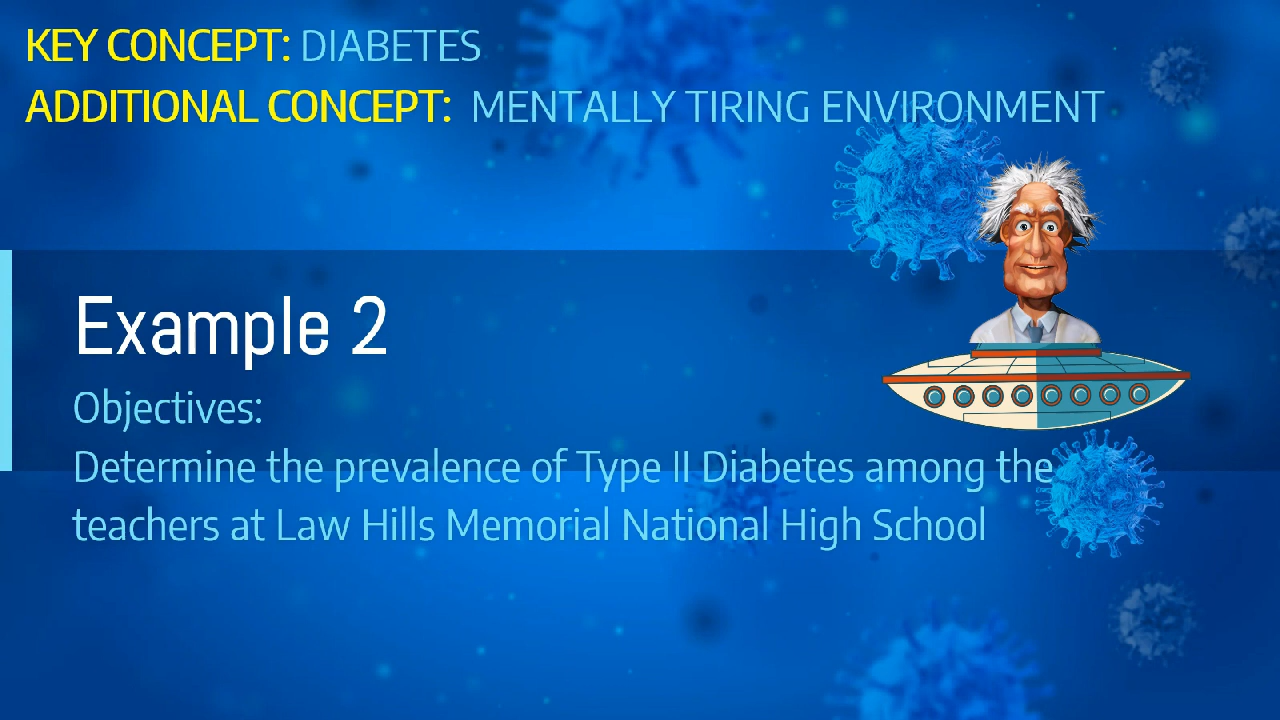 KEY CONCEPT: DIABETES
ADDITIONAL CONCEPT: MENTALLY TIRING ENVIRONMENT
Example 2
Objectives:
Determine the prevalence of Type II Diabetes among the
teachers at Law Hills Memorial National High School